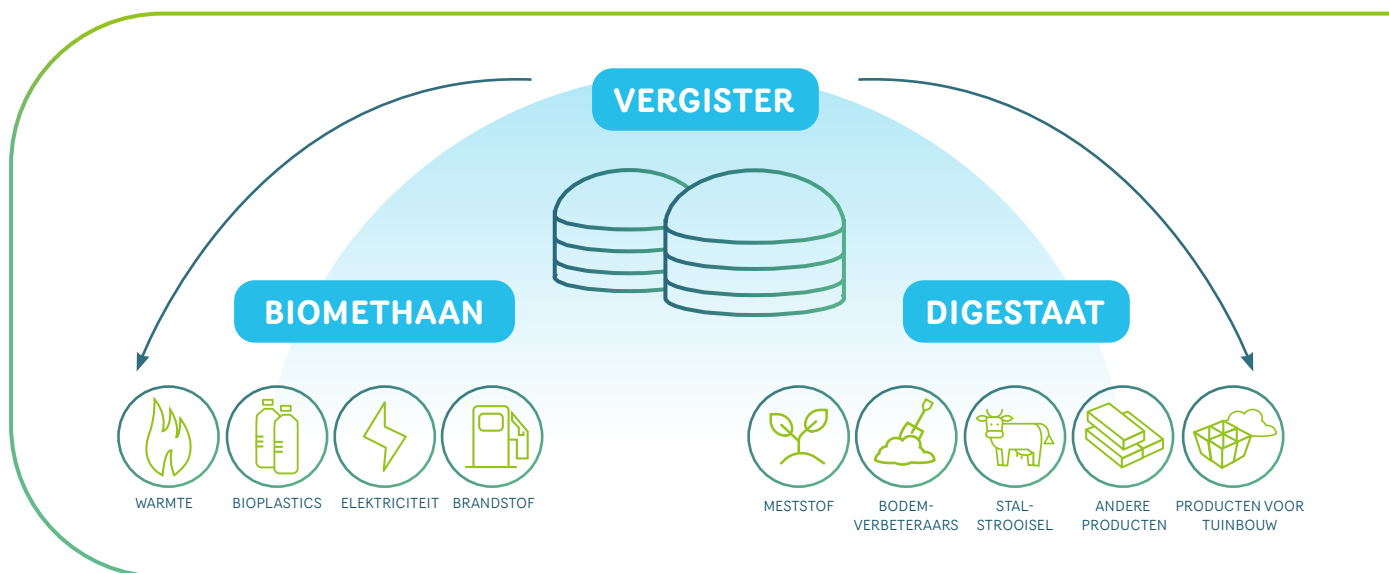 VERGISTER
BIOMETHAAN
DIGESTAAT
WARMTE
BIOPLASTICS
ELEKTRICITEIT
BRANDSTOF
MESTSTOF
BODEM-
VERBETERAARS
STAL-
STROOISEL
ANDERE
PRODUCTEN
PRODUCTEN VOOR
TUINBOUW